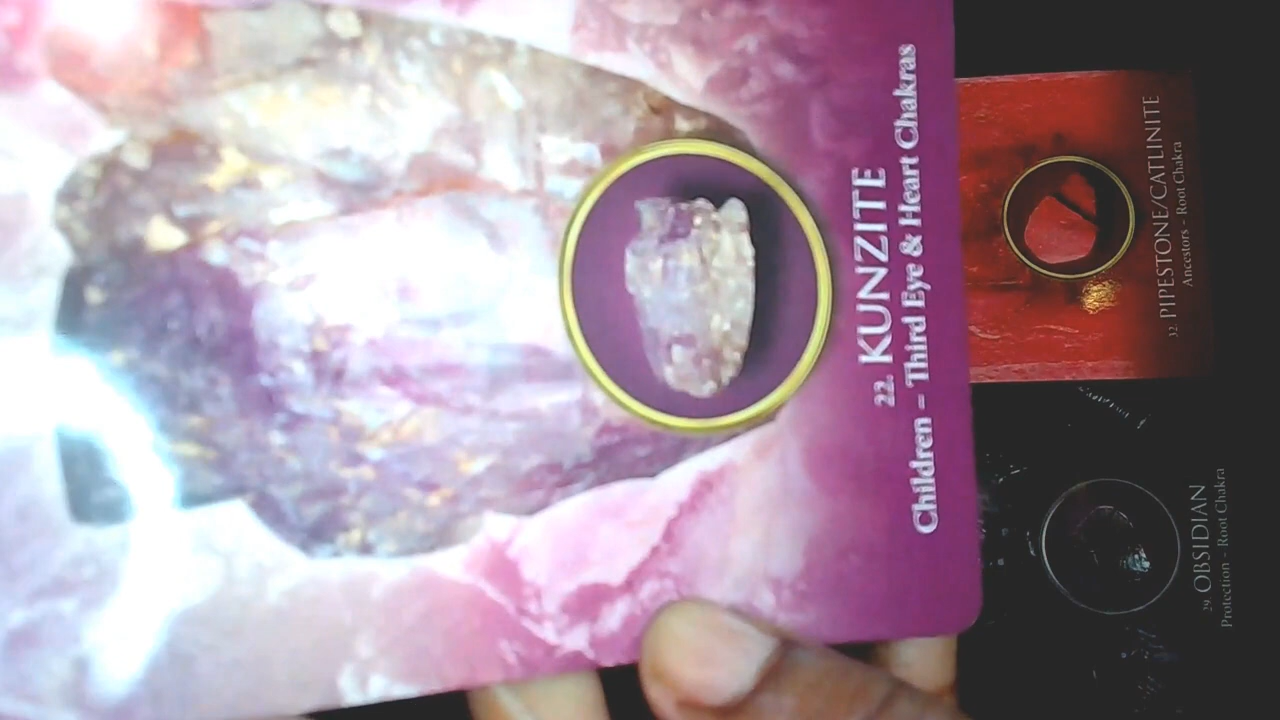 22. KUNZITE
Children – Third Eye & Heart Chakras
32. PIPESTONE/CATLINITE
Ancestors - Root Chakra
29. OBSIDIAN
Protection - Root Chakra